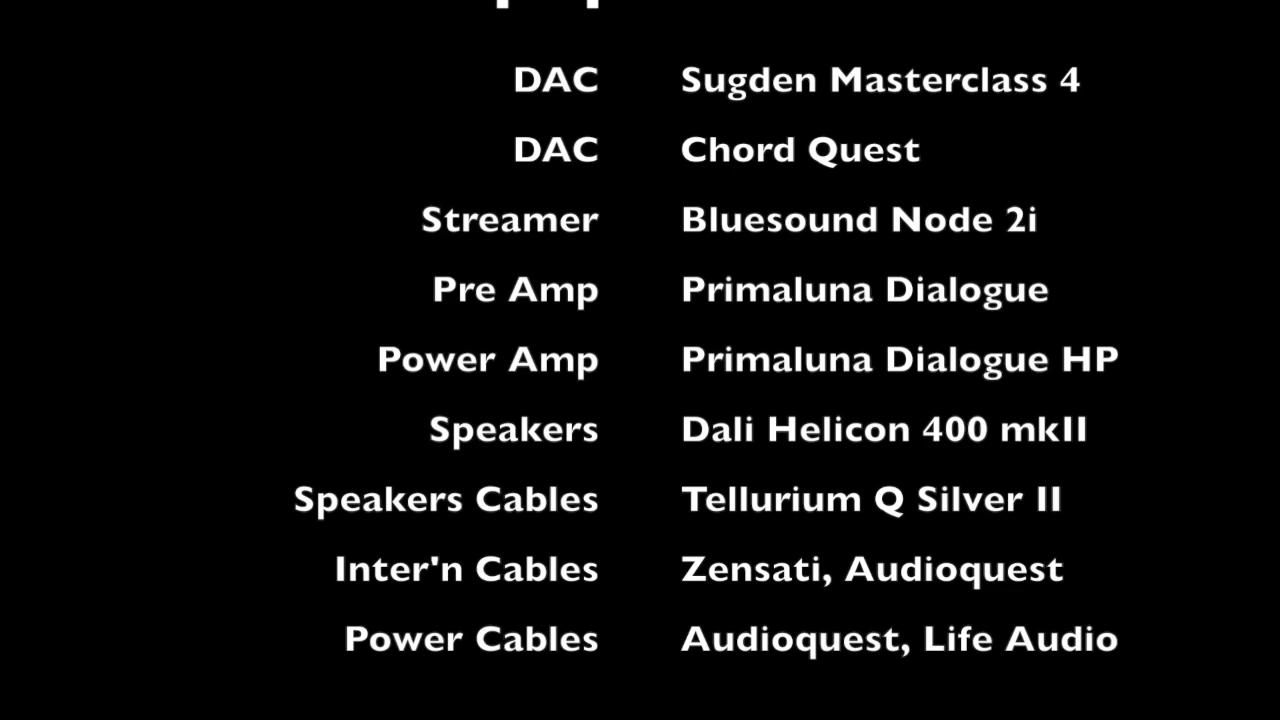 DAC Sugden Masterclass 4
DAC Chord Quest
Streamer Bluesound Node 2i
Pre Amp Primaluna Dialogue
Power Amp Primaluna Dialogue HP
Speakers Dali Helicon 400 mkII
Speakers Cables Tellurium Q Silver II
Inter'n Cables Zensati, Audioquest
Power Cables Audioquest, Life Audio